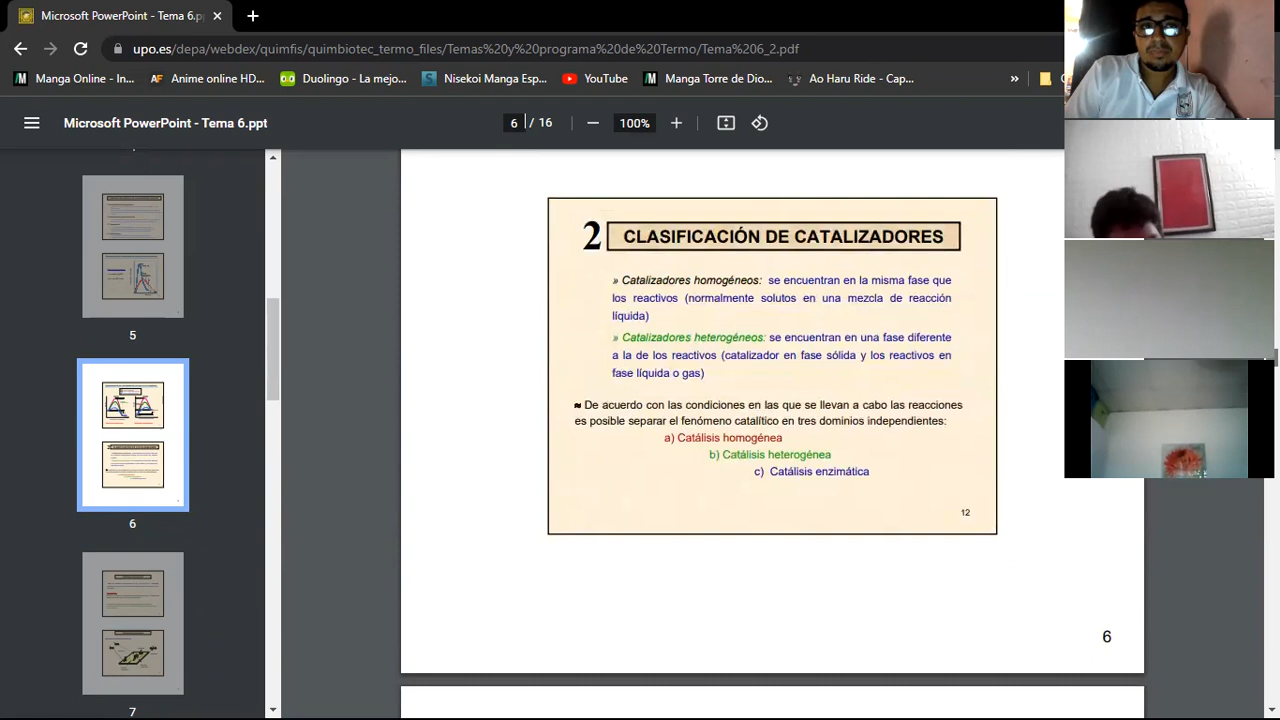 Microsoft PowerPoint - Tema 6.p
upo.es/depa/webdex/quimfis/quimbiotec_termo_files/Temas%20y%20programa%20de%20Termo/Tema%206_2.pdf
Manga Online - In... Anime online HD... Duolingo - La mejo... Nisekoi Manga Esp... YouTube Manga Torre de Dio... Ao Haru Ride - Cap... »
Microsoft PowerPoint - Tema 6.ppt 6 / 16 100%
5
6
7
2 CLASIFICACIÓN DE CATALIZADORES
» Catalizadores homogéneos: se encuentran en la misma fase que
los reactivos (normalmente solutos en una mezcla de reacción
líquida)
» Catalizadores heterogéneos: se encuentran en una fase diferente
a la de los reactivos (catalizador en fase sólida y los reactivos en
fase líquida o gas)
De acuerdo con las condiciones en las que se llevan a cabo las reacciones
es posible separar el fenómeno catalítico en tres dominios independientes:
a) Catálisis homogénea
b) Catálisis heterogénea
c) Catálisis enzimática
12
6